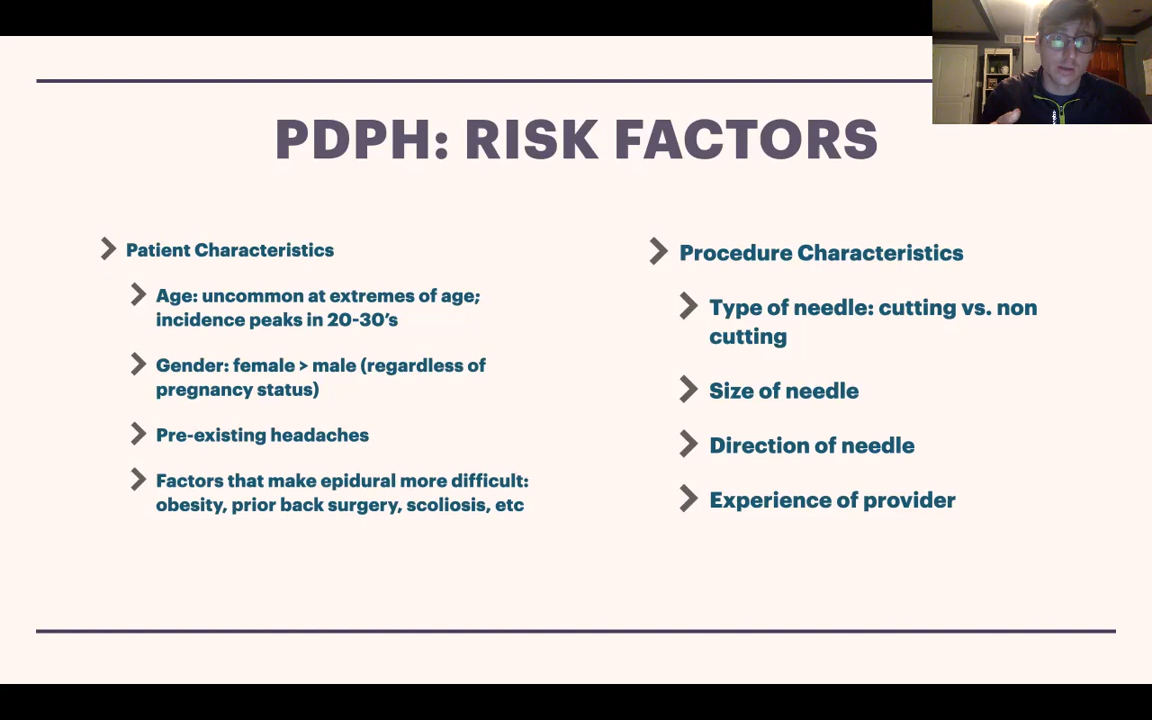 PDPH: RISK FACTORS
Patient Characteristics
Age: uncommon at extremes of age;
incidence peaks in 20-30’s
Gender: female > male (regardless of
pregnancy status)
Pre-existing headaches
Factors that make epidural more difficult:
obesity, prior back surgery, scoliosis, etc
Procedure Characteristics
Type of needle: cutting vs. non
cutting
Size of needle
Direction of needle
Experience of provider